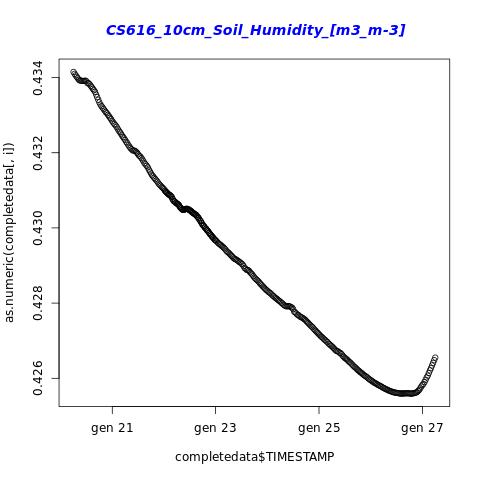 CS616_10cm_Soil_Humidity_[m3_m-3]
as.numeric(completedata[, i])
0.434
0.432
0.430
0.428
0.426
gen 21 gen 23 gen 25 gen 27
completedata$TIMESTAMP